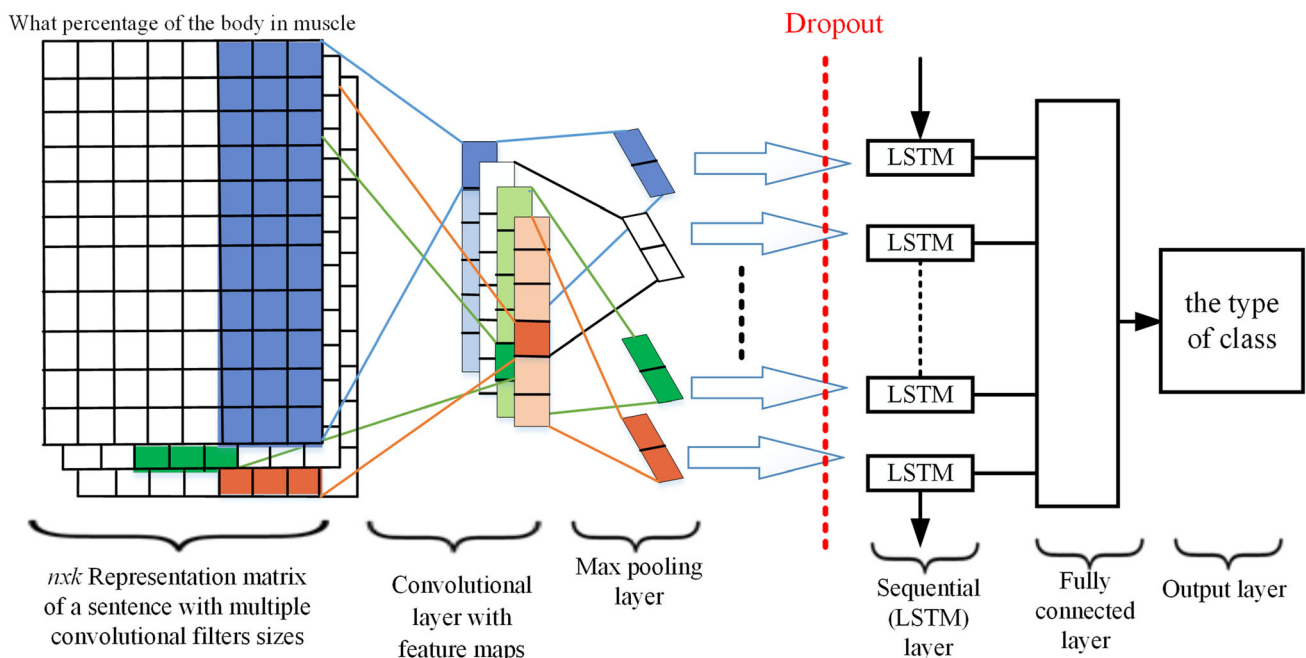 What percentage of the body in muscle
Dropout
LSTM
LSTM
LSTM
LSTM
the type
of class
nxk Representation matrix
of a sentence with multiple
convolutional filters sizes
Convolutional
layer with
feature maps
Max pooling
layer
Sequential
(LSTM)
layer
Fully
connected
layer
Output layer